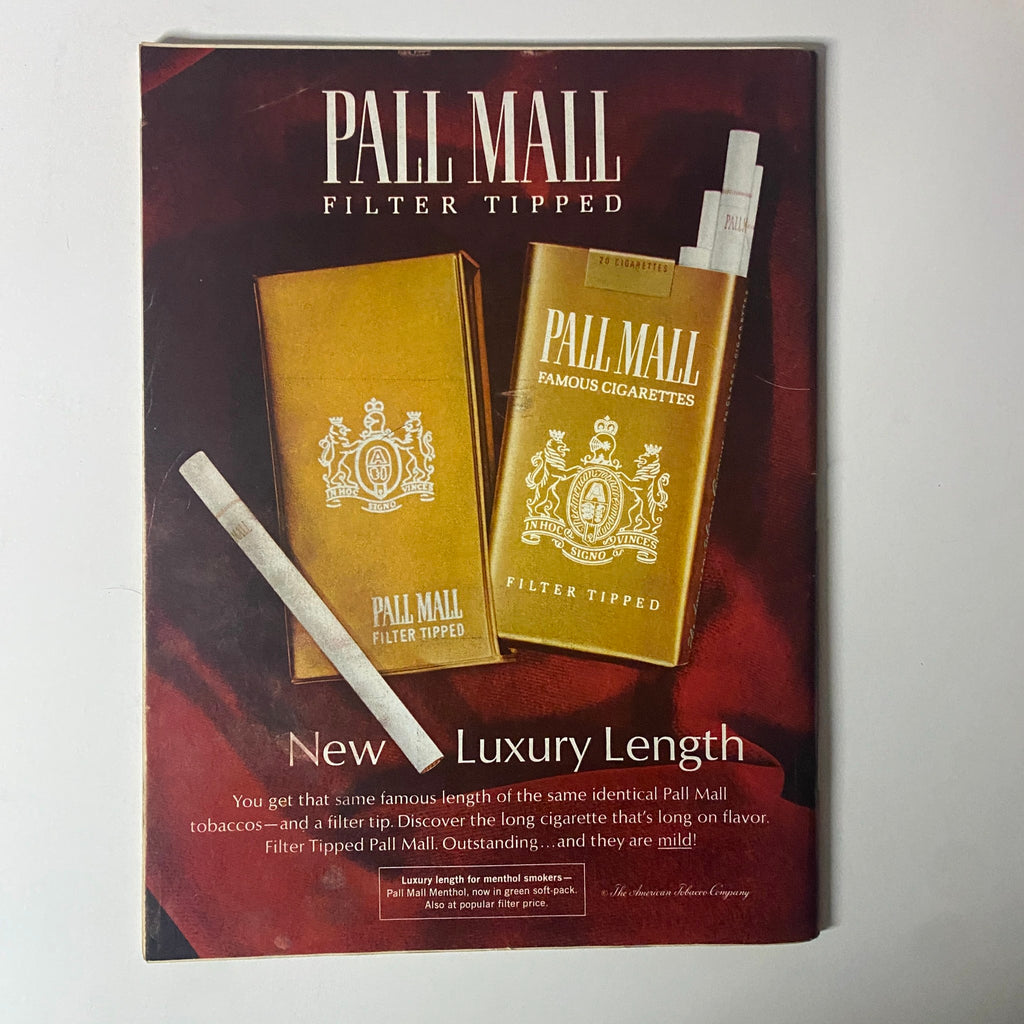 PALL MALL
FILTER TIPPED
20 CIGARETTES
PALL
PALL MALL
FAMOUS CIGARETTES
IN HOC SIGNO VINCES
IN HOC SIGNO VINCES
FILTER TIPPED
PALL MALL
FILTER TIPPED
New Luxury Length
You get that same famous length of the same identical Pall Mall
tobaccos—and a filter tip. Discover the long cigarette that's long on flavor.
Filter Tipped Pall Mall. Outstanding...and they are mild!
Luxury length for menthol smokers—
Pall Mall Menthol, now in green soft-pack.
Also at popular filter price.
© The American Tobacco Company